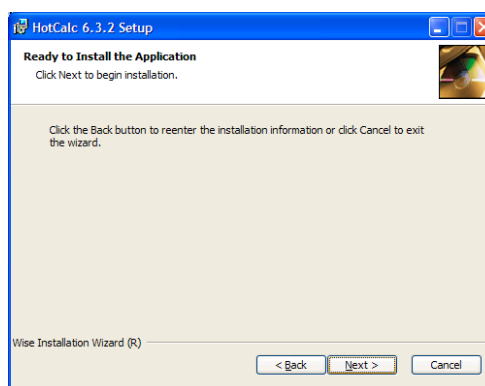 HotCalc 6.3.2 Setup
Ready to Install the Application
Click Next to begin installation.
Click the Back button to reenter the installation information or click Cancel to exit
the wizard.
Wise Installation Wizard (R)
< Back Next > Cancel